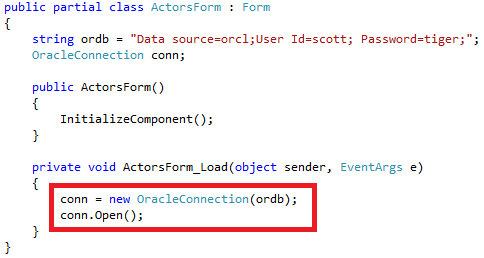 public partial class ActorsForm : Form
{
string ordb = "Data source=orcl;User Id=scott; Password=tiger;";
OracleConnection conn;
public ActorsForm()
{
InitializeComponent();
}
private void ActorsForm_Load(object sender, EventArgs e)
{
conn = new OracleConnection(ordb);
conn.Open();
}
}